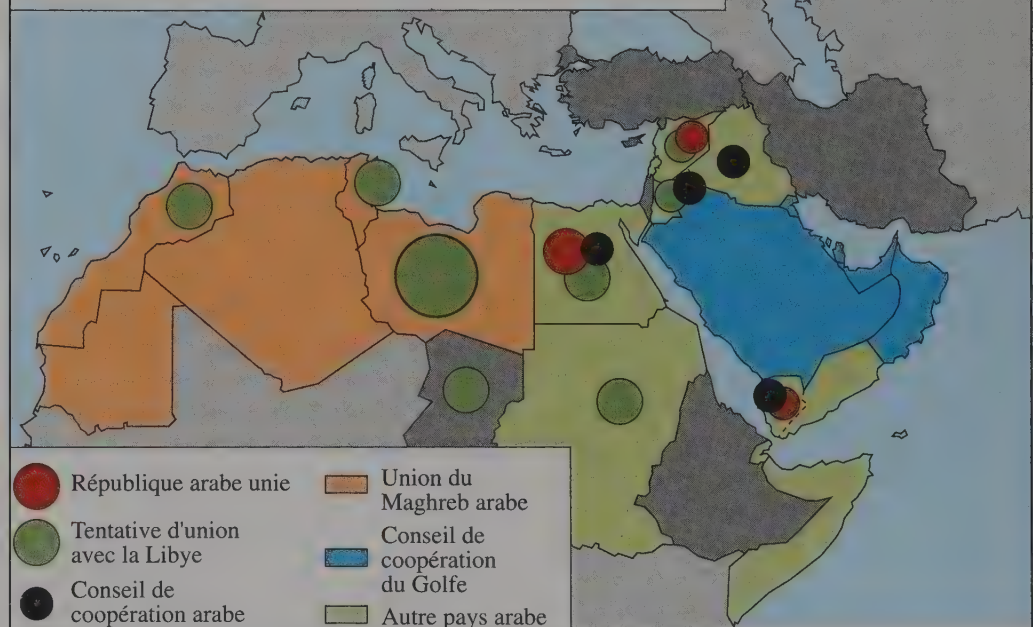 République arabe unie
Tentative d'union
avec la Libye
Conseil de
coopération arabe
Union du
Maghreb arabe
Conseil de
coopération
du Golfe
Autre pays arabe